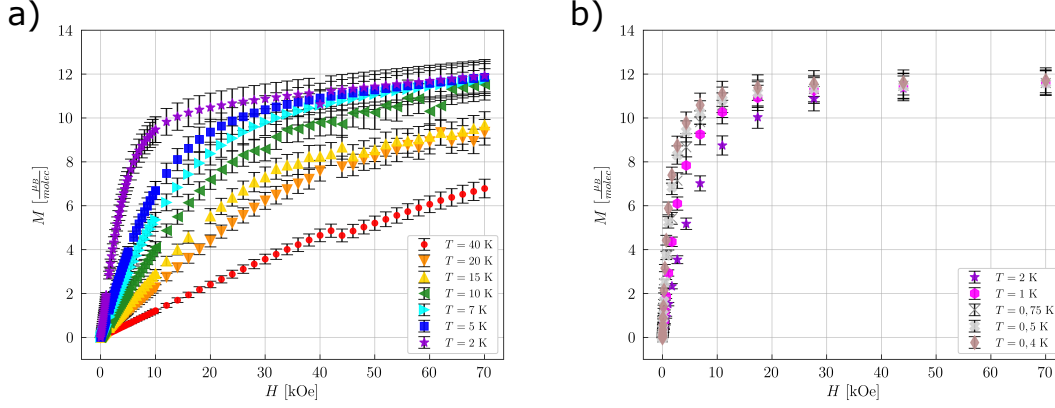 a)
M [μB/molec]
14
12
10
8
6
4
2
0
T = 40 K
T = 20 K
T = 15 K
T = 10 K
T = 7 K
T = 5 K
T = 2 K
0 10 20 30 40 50 60 70
H [kOe]
b)
M [μB/molec]
14
12
10
8
6
4
2
0
T = 2 K
T = 1 K
T = 0,75 K
T = 0,5 K
T = 0,4 K
0 10 20 30 40 50 60 70
H [kOe]